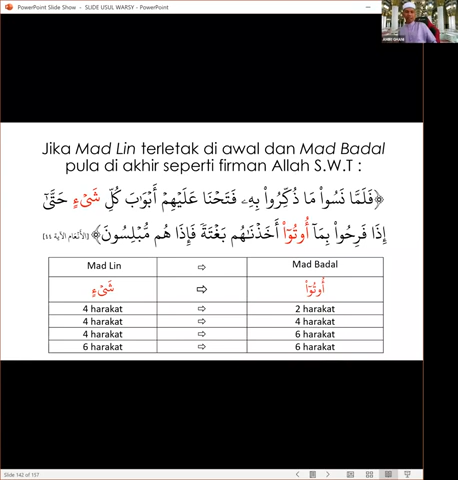 PowerPoint Slide Show - SLIDE USUL WARSY - PowerPoint
Jika Mad Lin terletak di awal dan Mad Badal
pula di akhir seperti firman Allah S.W.T :
﴿فَلَمَّا نَسُوا۟ مَا ذُكِّرُوا۟ بِهِۦ فَتَحْنَا عَلَيْهِمْ أَبْوَٰبَ كُلِّ شَىْءٍ حَتَّىٰٓ
إِذَا فَرِحُوا۟ بِمَآ أُوتُوٓا۟ أَخَذْنَٰهُم بَغْتَةً فَإِذَا هُم مُّبْلِسُونَ﴾ [الأنعام الآية ٤٤]
Mad Lin ⇨ Mad Badal
شَىْءٍ ⇨ أُوتُوٓا۟
4 harakat ⇨ 2 harakat
4 harakat ⇨ 4 harakat
4 harakat ⇨ 6 harakat
6 harakat ⇨ 6 harakat
Slide 142 of 157